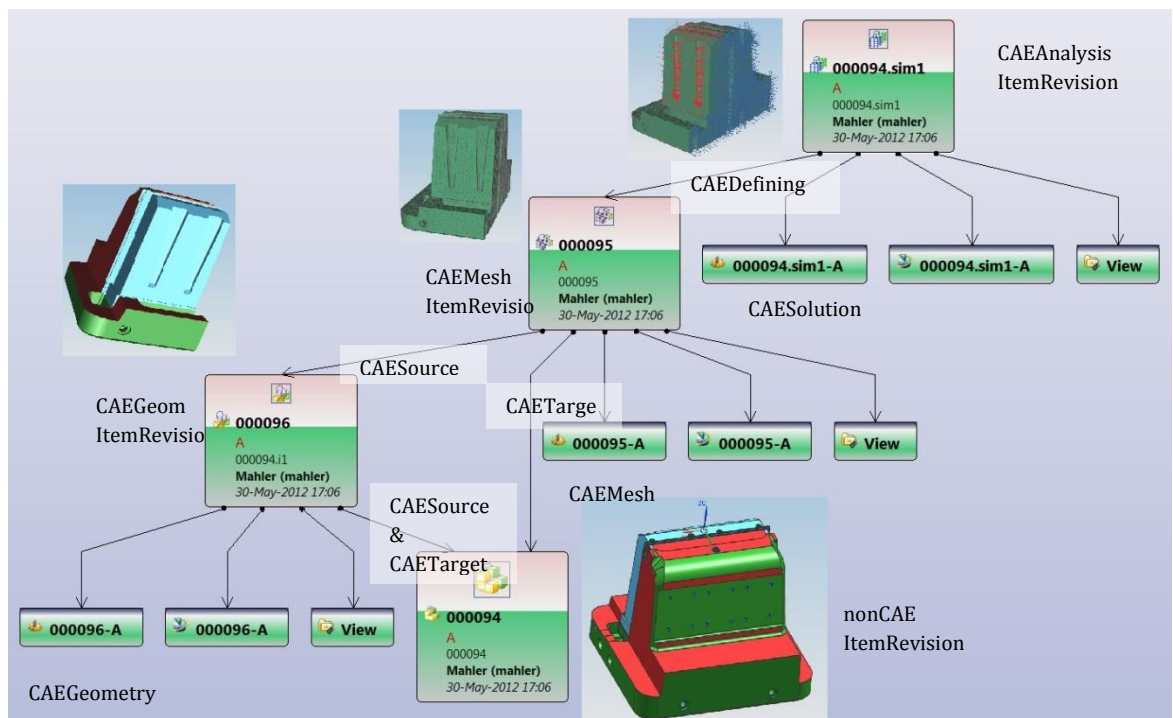 000094.sim1
A
000094.sim1
Mahler (mahler)
30-May-2012 17:06
CAEAnalysis
ItemRevision
CAEDefining
000094.sim1-A
000094.sim1-A
View
CAESolution
000095
A
000095
Mahler (mahler)
30-May-2012 17:06
CAEMesh
ItemRevisio
CAESource
CAETarge
000095-A
000095-A
View
CAEMesh
CAEGeom
ItemRevisio
000096
A
000094.i1
Mahler (mahler)
30-May-2012 17:06
CAESource
&
CAETarget
000096-A
000096-A
View
CAEGeometry
000094
A
000094
Mahler (mahler)
30-May-2012 17:06
nonCAE
ItemRevision